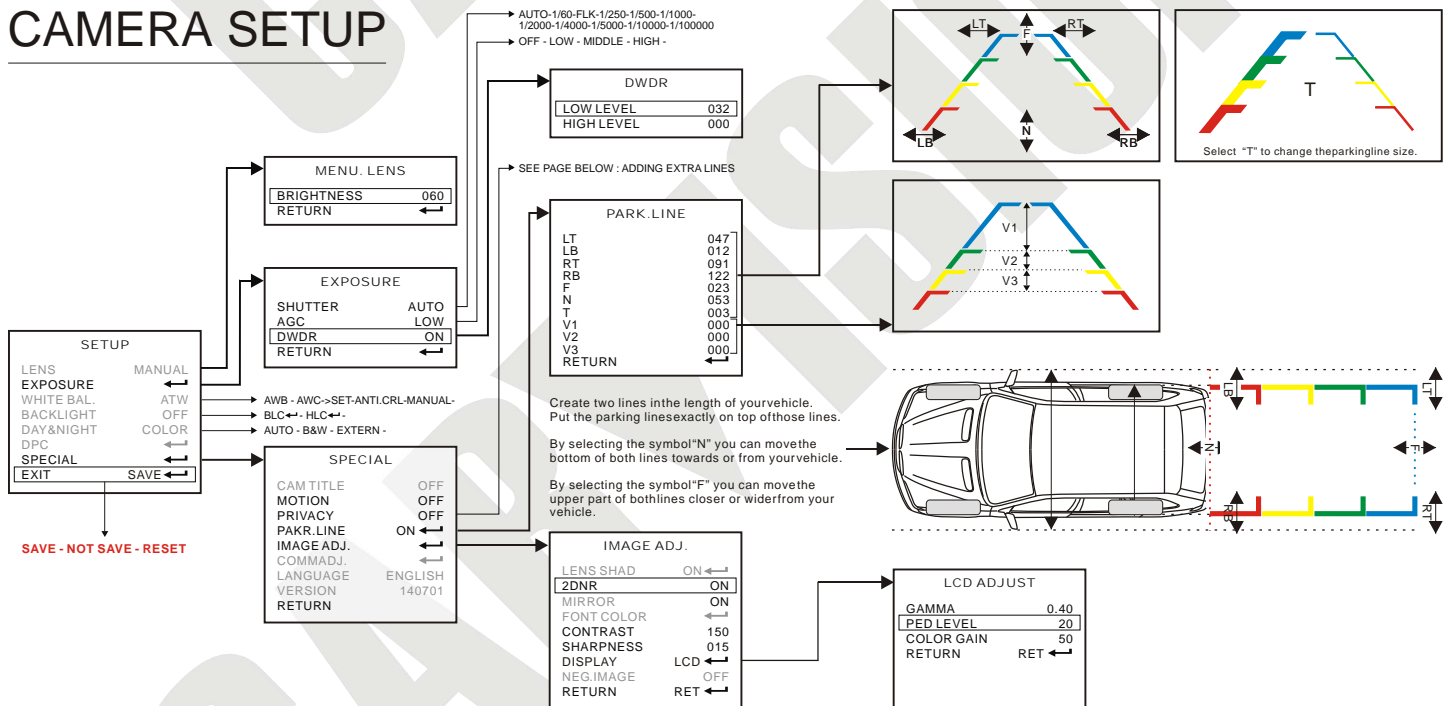 CAMERA SETUP
AUTO-1/60-FLK-1/250-1/500-1/1000-
1/2000-1/4000-1/5000-1/10000-1/100000
OFF - LOW - MIDDLE - HIGH -
DWDR
LOW LEVEL 032
HIGH LEVEL 000
SEE PAGE BELOW : ADDING EXTRA LINES
MENU. LENS
BRIGHTNESS 060
RETURN
EXPOSURE
SHUTTER AUTO
AGC LOW
DWDR ON
RETURN
SETUP
LENS MANUAL
EXPOSURE
WHITE BAL. ATW
BACKLIGHT OFF
DAY&NIGHT COLOR
DPC
SPECIAL
EXIT SAVE
SAVE - NOT SAVE - RESET
AWB - AWC->SET-ANTI.CRL-MANUAL-
BLC - HLC -
AUTO - B&W - EXTERN -
SPECIAL
CAM TITLE OFF
MOTION OFF
PRIVACY OFF
PAKR.LINE ON
IMAGE ADJ.
COMMADJ.
LANGUAGE ENGLISH
VERSION 140701
RETURN
PARK.LINE
LT 047
LB 012
RT 091
RB 122
F 023
N 053
T 003
V1 000
V2 000
V3 000
RETURN
Create two lines inthe length of yourvehicle.
Put the parking linesexactly on top ofthose lines.
By selecting the symbol "N" you can movethe
bottom of both lines towards or from yourvehicle.
By selecting the symbol "F" you can movethe
upper part of bothlines closer or widerfrom your
vehicle.
IMAGE ADJ.
LENS SHAD ON
2DNR ON
MIRROR ON
FONT COLOR
CONTRAST 150
SHARPNESS 015
DISPLAY LCD
NEG.IMAGE OFF
RETURN RET
LCD ADJUST
GAMMA 0.40
PED LEVEL 20
COLOR GAIN 50
RETURN RET
LT F RT
N
LB RB
T
Select "T" to change theparkingline size.
V1
V2
V3
LB LT
N F
RB RT